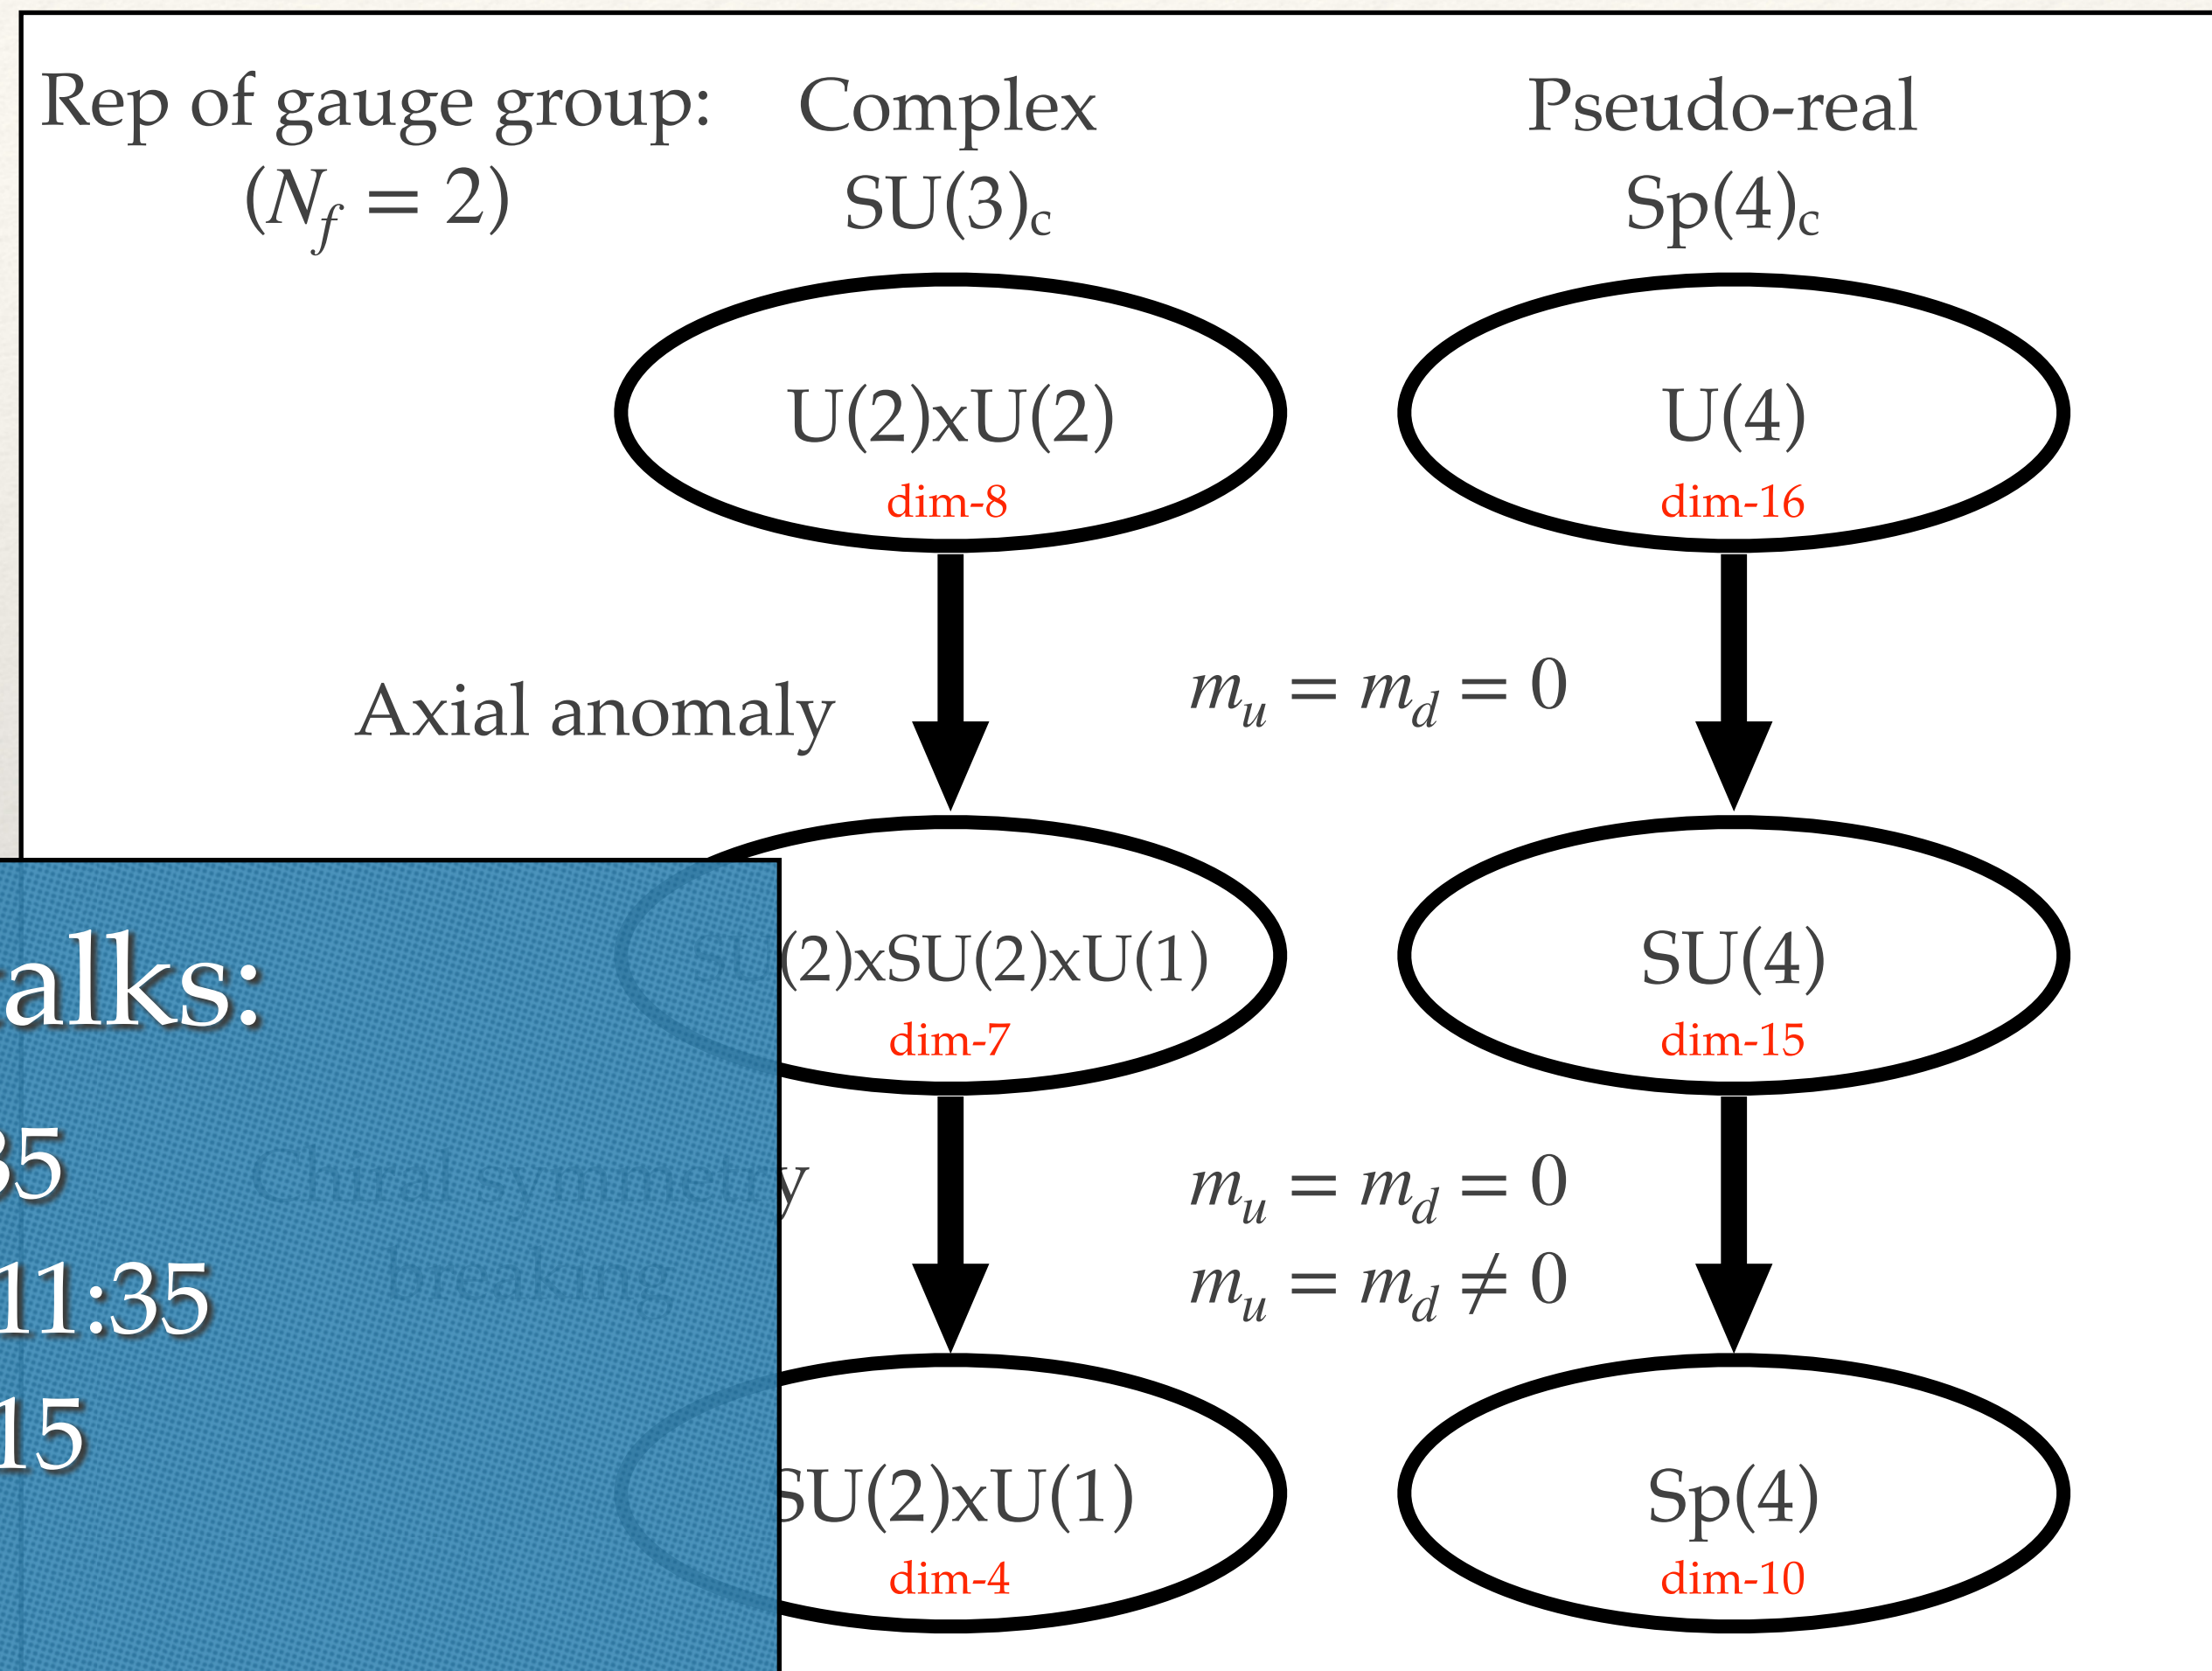 Rep of gauge group: Complex Pseudo-real
(N_f = 2) SU(3)_c Sp(4)_c
U(2)xU(2) U(4)
dim-8 dim-16
Axial anomaly m_u = m_d = 0
(2)xSU(2)xU(1) SU(4)
dim-7 dim-15
alks:
35
11:35
15
Chiral symmetry m_u = m_d = 0
breaking m_u = m_d ≠ 0
SU(2)xU(1) Sp(4)
dim-4 dim-10